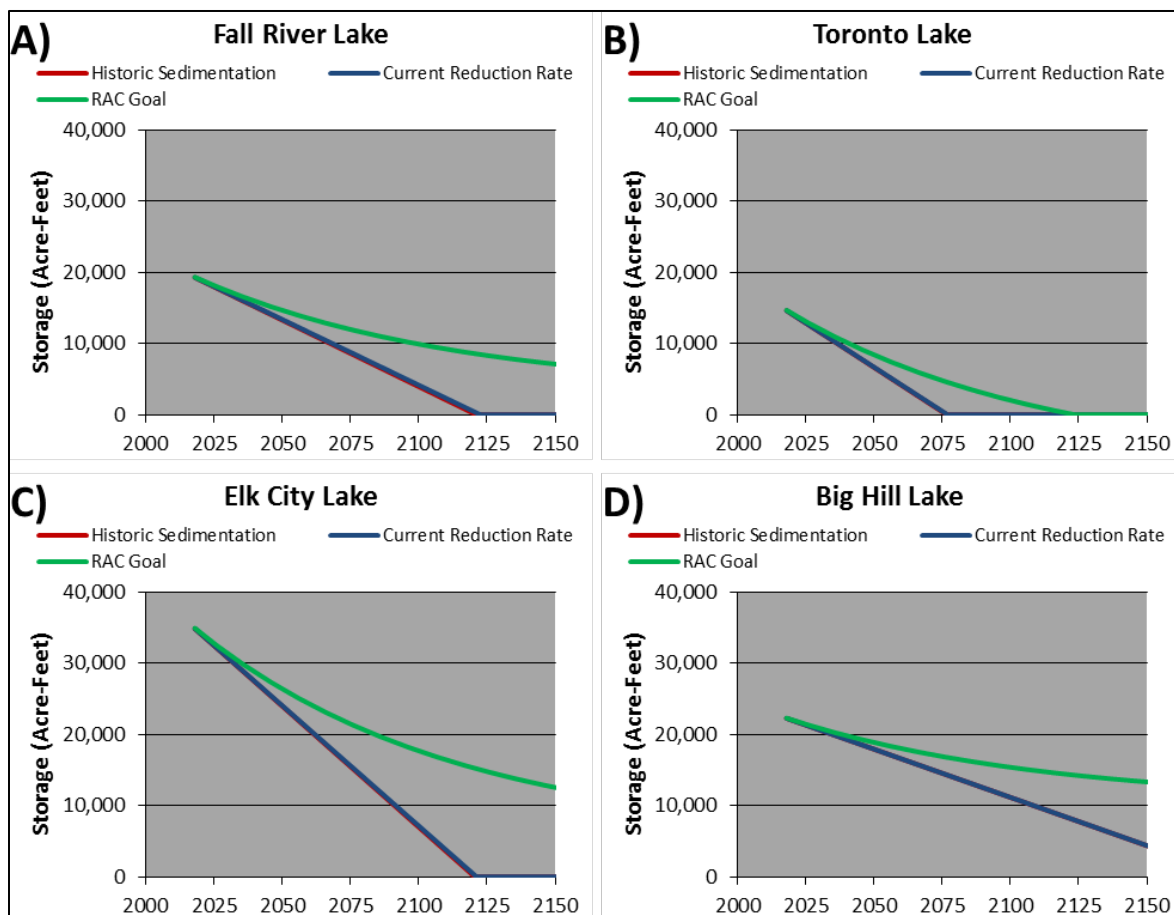 A)
Fall River Lake
Historic Sedimentation
Current Reduction Rate
RAC Goal
Storage (Acre-Feet)
40,000
30,000
20,000
10,000
0
2000 2025 2050 2075 2100 2125 2150
B)
Toronto Lake
Historic Sedimentation
Current Reduction Rate
RAC Goal
Storage (Acre-Feet)
40,000
30,000
20,000
10,000
0
2000 2025 2050 2075 2100 2125 2150
C)
Elk City Lake
Historic Sedimentation
Current Reduction Rate
RAC Goal
Storage (Acre-Feet)
40,000
30,000
20,000
10,000
0
2000 2025 2050 2075 2100 2125 2150
D)
Big Hill Lake
Historic Sedimentation
Current Reduction Rate
RAC Goal
Storage (Acre-Feet)
40,000
30,000
20,000
10,000
0
2000 2025 2050 2075 2100 2125 2150